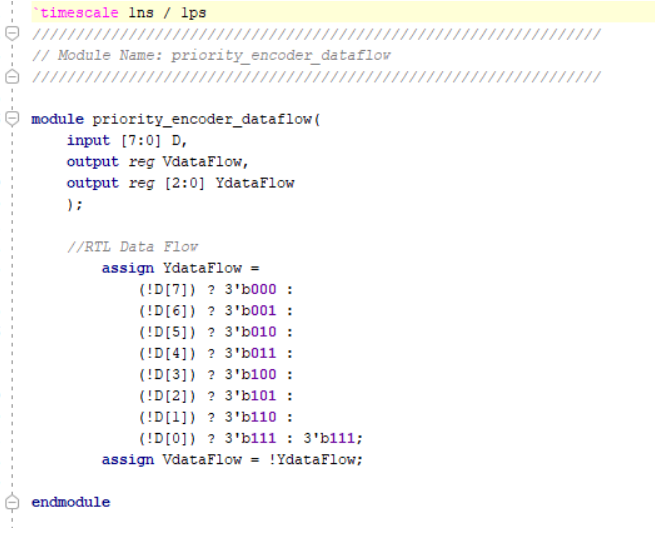 `timescale 1ns / 1ps
//////////////////////////////////////////////////////////////////
// Module Name: priority_encoder_dataflow
//////////////////////////////////////////////////////////////////
module priority_encoder_dataflow(
input [7:0] D,
output reg VdataFlow,
output reg [2:0] YdataFlow
);
//RTL Data Flow
assign YdataFlow =
(!D[7]) ? 3'b000 :
(!D[6]) ? 3'b001 :
(!D[5]) ? 3'b010 :
(!D[4]) ? 3'b011 :
(!D[3]) ? 3'b100 :
(!D[2]) ? 3'b101 :
(!D[1]) ? 3'b110 :
(!D[0]) ? 3'b111 : 3'b111;
assign VdataFlow = !YdataFlow;
endmodule